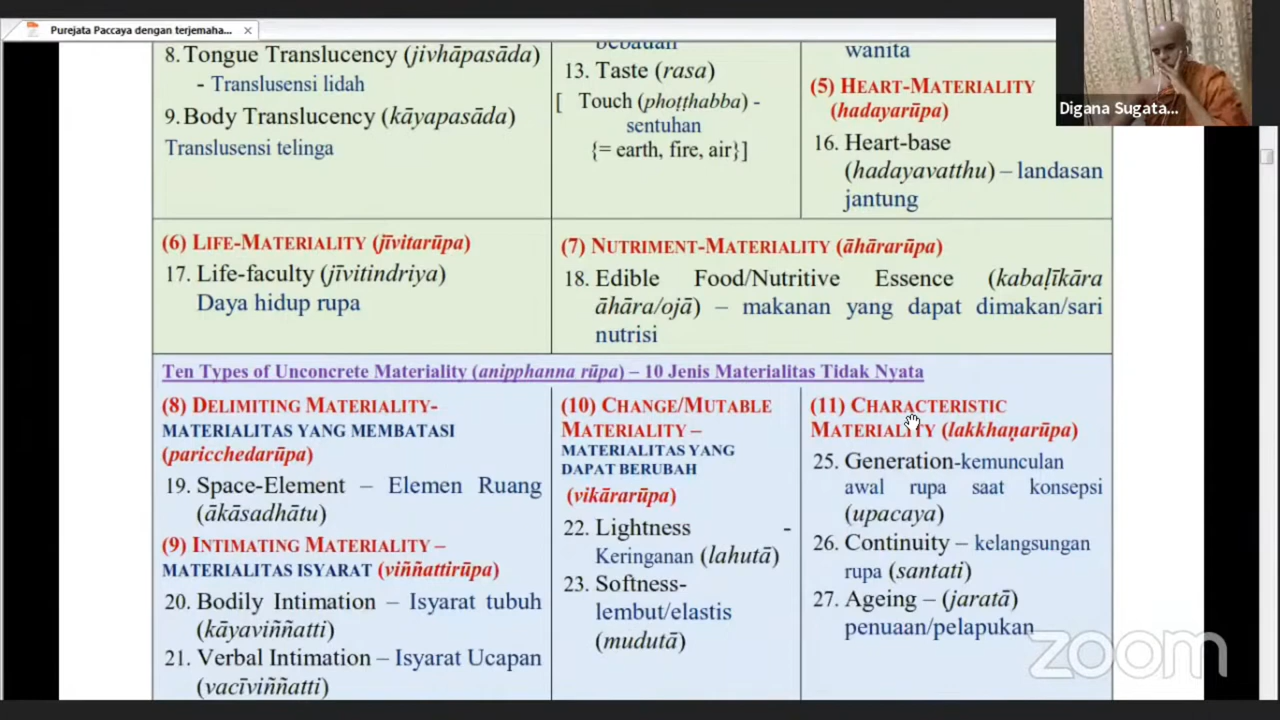 Purejata Paccaya dengan terjemaha...
8. Tongue Translucency (jivhāpasāda)
- Translusensi lidah
9. Body Translucency (kāyapasāda)
Translusensi telinga
bebauan
13. Taste (rasa)
[ Touch (phoṭṭhabba) -
sentuhan
{= earth, fire, air}]
wanita
(5) HEART-MATERIALITY
(hadayarūpa)
16. Heart-base
(hadayavatthu) – landasan
jantung
Digana Sugata...
(6) LIFE-MATERIALITY (jīvitarūpa)
17. Life-faculty (jīvitindriya)
Daya hidup rupa
(7) NUTRIMENT-MATERIALITY (āhārarūpa)
18. Edible Food/Nutritive Essence (kabaḷīkāra
āhāra/ojā) – makanan yang dapat dimakan/sari
nutrisi
Ten Types of Unconcrete Materiality (anipphanna rūpa) – 10 Jenis Materialitas Tidak Nyata
(8) DELIMITING MATERIALITY-
MATERIALITAS YANG MEMBATASI
(paricchedarūpa)
19. Space-Element – Elemen Ruang
(ākāsadhātu)
(9) INTIMATING MATERIALITY –
MATERIALITAS ISYARAT (viññattirūpa)
20. Bodily Intimation – Isyarat tubuh
(kāyaviññatti)
21. Verbal Intimation – Isyarat Ucapan
(vacīviññatti)
(10) CHANGE/MUTABLE
MATERIALITY –
MATERIALITAS YANG
DAPAT BERUBAH
(vikārarūpa)
22. Lightness -
Keringanan (lahutā)
23. Softness-
lembut/elastis
(mudutā)
(11) CHARACTERISTIC
MATERIALITY (lakkhaṇarūpa)
25. Generation-kemunculan
awal rupa saat konsepsi
(upacaya)
26. Continuity – kelangsungan
rupa (santati)
27. Ageing – (jaratā)
penuaan/pelapukan
zoom